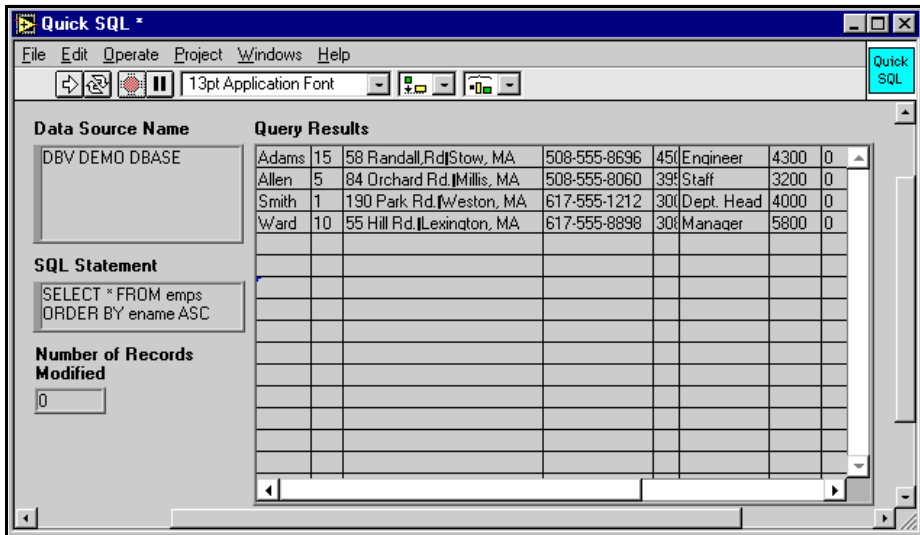 Quick SQL *
File Edit Operate Project Windows Help
Quick
SQL
13pt Application Font
Data Source Name
DBV DEMO DBASE
SQL Statement
SELECT * FROM emps
ORDER BY ename ASC
Number of Records
Modified
0
Query Results
Adams 15 58 Randall,Rd Stow, MA 508-555-8696 450 Engineer 4300 0
Allen 5 84 Orchard Rd. Millis, MA 508-555-8060 395 Staff 3200 0
Smith 1 190 Park Rd. Weston, MA 617-555-1212 300 Dept. Head 4000 0
Ward 10 55 Hill Rd. Lexington, MA 617-555-8898 308 Manager 5800 0